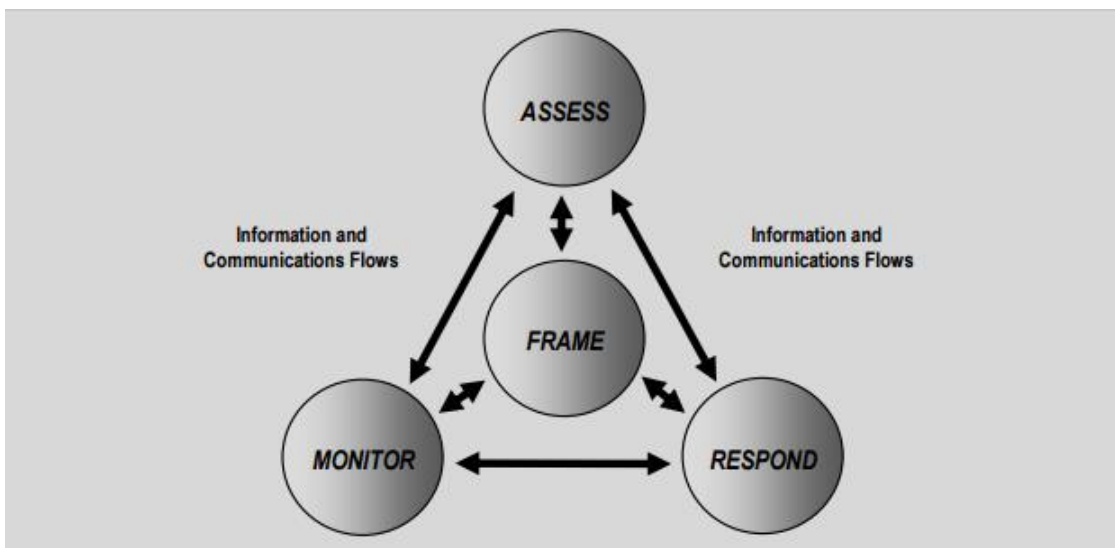 ASSESS
Information and
Communications Flows
Information and
Communications Flows
FRAME
MONITOR
RESPOND